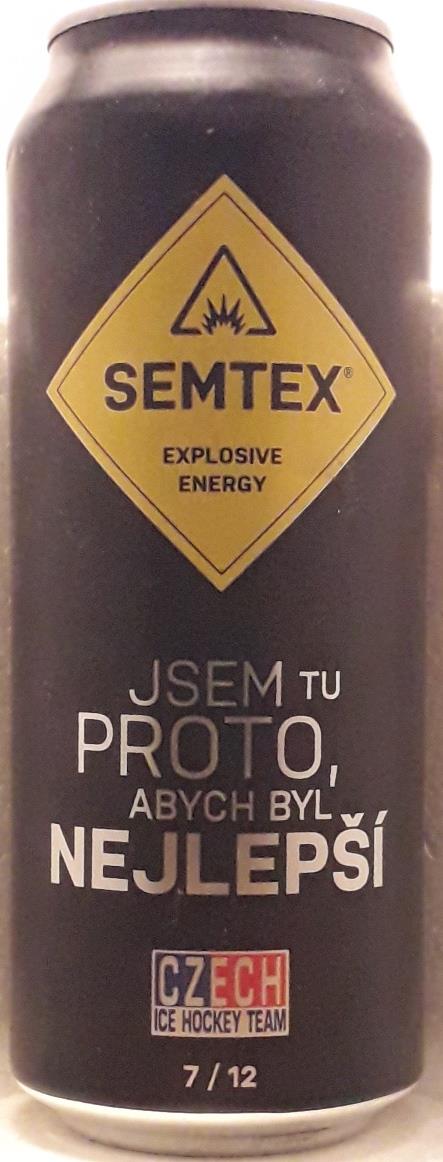 SEMTEX®
EXPLOSIVE
ENERGY
JSEM TU
PROTO,
ABYCH BYL
NEJLEPŠÍ
CZECH
ICE HOCKEY TEAM
7 / 12